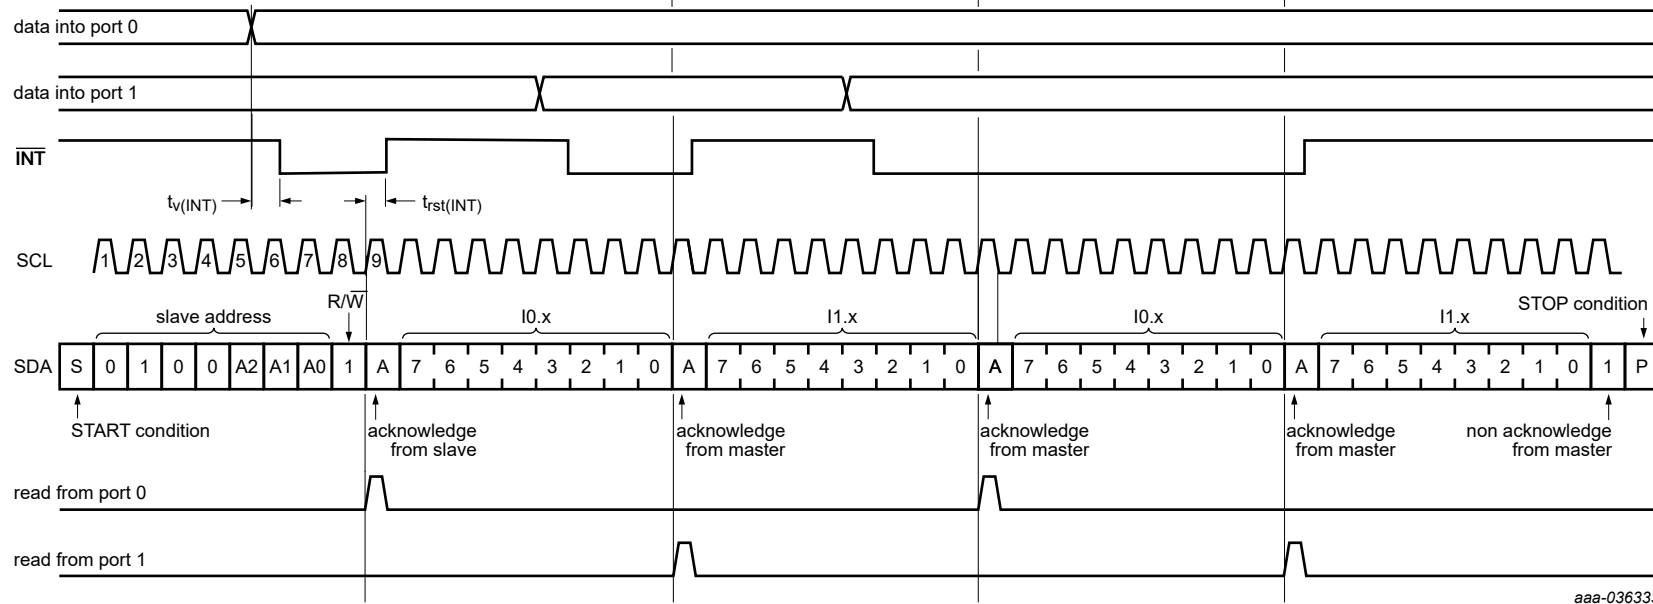 data into port 0
data into port 1
INT
tv(INT)
trst(INT)
SCL
1 2 3 4 5 6 7 8 9
R/W
STOP condition
slave address
I0.x
I1.x
I0.x
I1.x
SDA
S 0 1 0 0 A2 A1 A0 1 A 7 6 5 4 3 2 1 0 A 7 6 5 4 3 2 1 0 A 7 6 5 4 3 2 1 0 A 7 6 5 4 3 2 1 0 1 P
START condition
acknowledge
from slave
acknowledge
from master
acknowledge
from master
acknowledge
from master
non acknowledge
from master
read from port 0
read from port 1